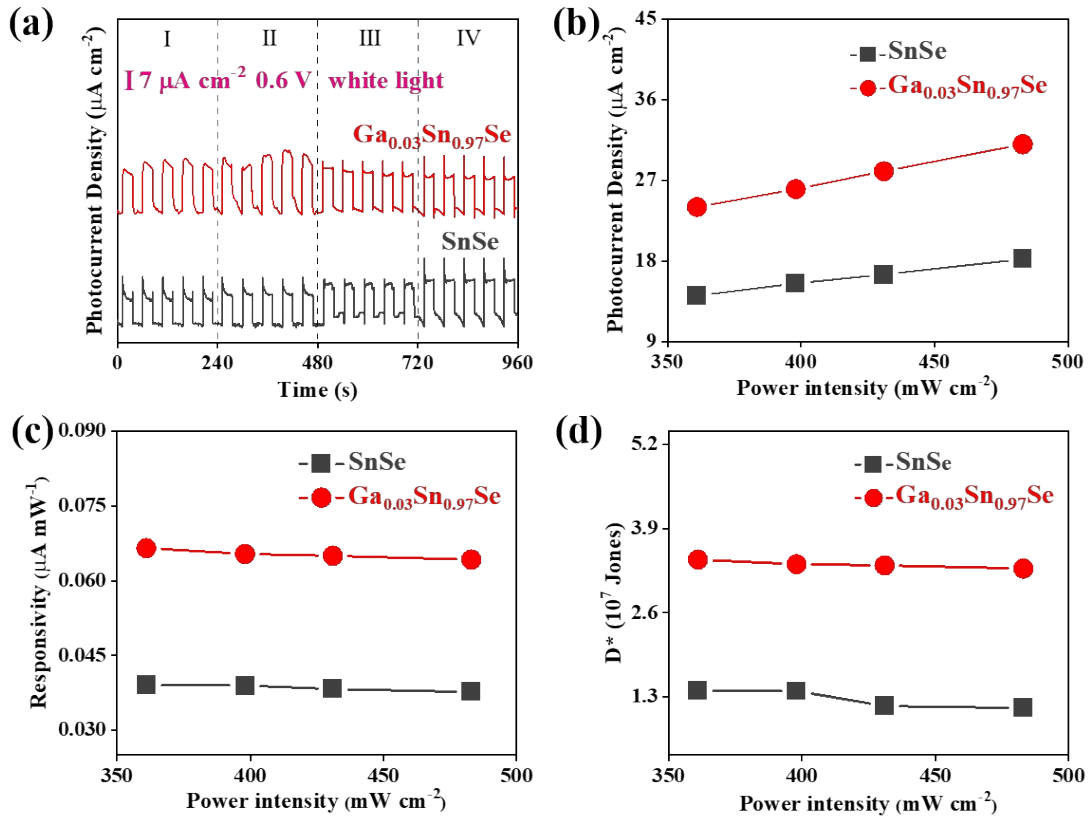 (a)
I II III IV
I 7 μA cm⁻² 0.6 V white light
Ga₀.₀₃Sn₀.₉₇Se
SnSe
Photocurrent Density (μA cm⁻²)
0 240 480 720 960
Time (s)
(b)
45
36
27
18
9
Photocurrent Density (μA cm⁻²)
SnSe
Ga₀.₀₃Sn₀.₉₇Se
350 400 450 500
Power intensity (mW cm⁻²)
(c)
0.090
0.075
0.060
0.045
0.030
Responsivity (μA mW⁻¹)
SnSe
Ga₀.₀₃Sn₀.₉₇Se
350 400 450 500
Power intensity (mW cm⁻²)
(d)
5.2
3.9
2.6
1.3
D* (10⁷ Jones)
SnSe
Ga₀.₀₃Sn₀.₉₇Se
350 400 450 500
Power intensity (mW cm⁻²)